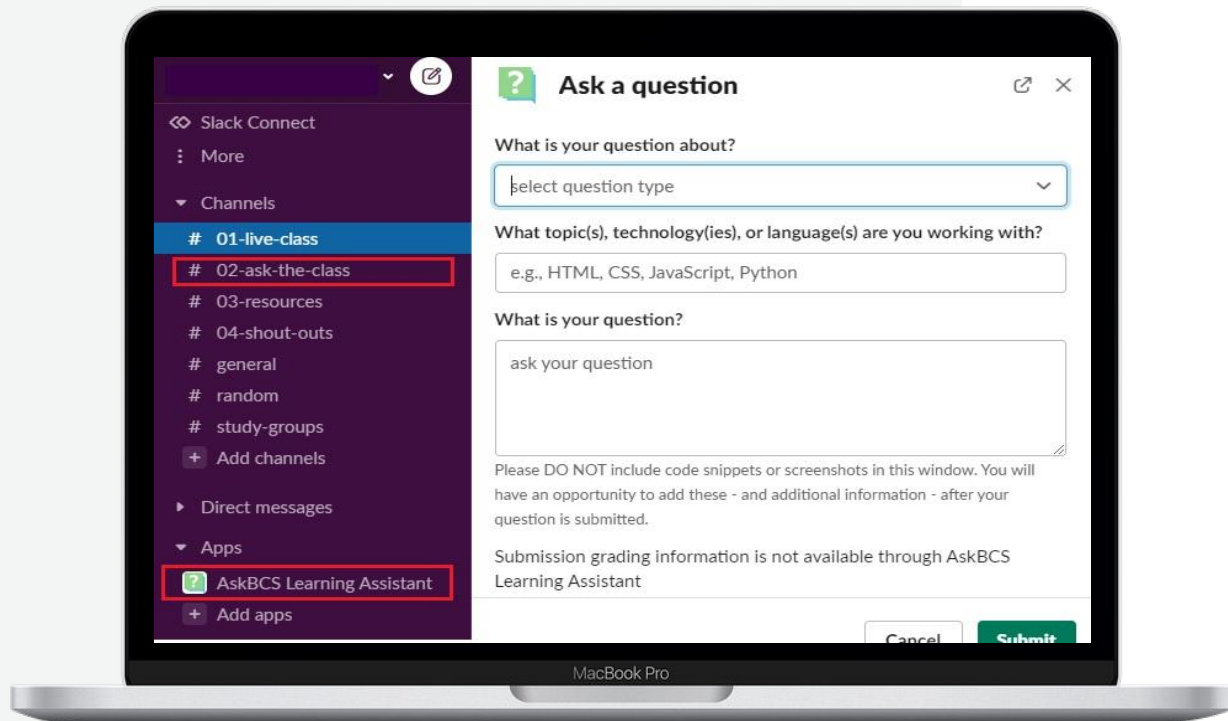 Slack Connect
More
Channels
# 01-live-class
# 02-ask-the-class
# 03-resources
# 04-shout-outs
# general
# random
# study-groups
+ Add channels
Direct messages
Apps
? AskBCS Learning Assistant
+ Add apps
? Ask a question
What is your question about?
select question type
What topic(s), technology(ies), or language(s) are you working with?
e.g., HTML, CSS, JavaScript, Python
What is your question?
ask your question
Please DO NOT include code snippets or screenshots in this window. You will
have an opportunity to add these - and additional information - after your
question is submitted.
Submission grading information is not available through AskBCS
Learning Assistant
Cancel Submit
MacBook Pro